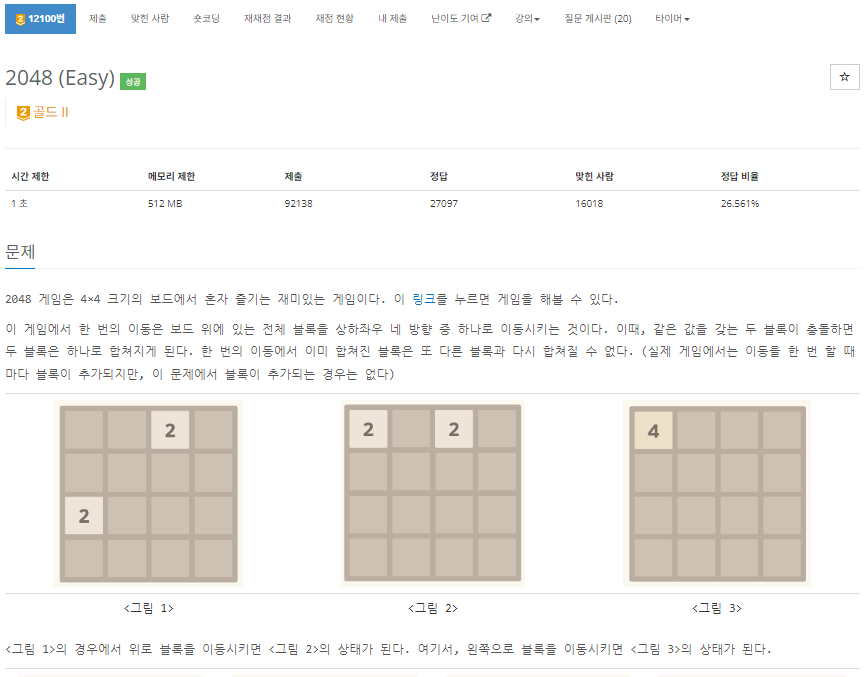 2 12100번 제출 맞힌 사람 숏코딩 재채점 결과 채점 현황 내 제출 난이도 기여 강의 질문 게시판 (20) 타이머
2048 (Easy) 성공
2 골드 II
시간 제한 메모리 제한 제출 정답 맞힌 사람 정답 비율
1 초 512 MB 92138 27097 16018 26.561%
문제
2048 게임은 4×4 크기의 보드에서 혼자 즐기는 재미있는 게임이다. 이 링크를 누르면 게임을 해볼 수 있다.
이 게임에서 한 번의 이동은 보드 위에 있는 전체 블록을 상하좌우 네 방향 중 하나로 이동시키는 것이다. 이때, 같은 값을 갖는 두 블록이 충돌하면
두 블록은 하나로 합쳐지게 된다. 한 번의 이동에서 이미 합쳐진 블록은 또 다른 블록과 다시 합쳐질 수 없다. (실제 게임에서는 이동을 한 번 할 때
마다 블록이 추가되지만, 이 문제에서 블록이 추가되는 경우는 없다)
2 2 2 4
2
<그림 1> <그림 2> <그림 3>
<그림 1>의 경우에서 위로 블록을 이동시키면 <그림 2>의 상태가 된다. 여기서, 왼쪽으로 블록을 이동시키면 <그림 3>의 상태가 된다.